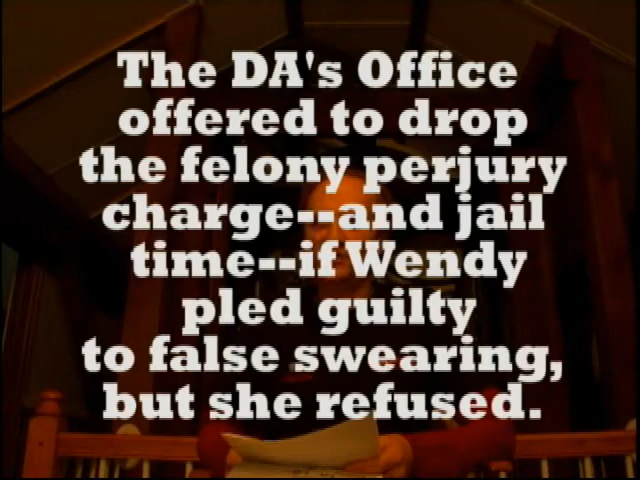 The DA's Office
offered to drop
the felony perjury
charge--and jail
time--if Wendy
pled guilty
to false swearing,
but she refused.